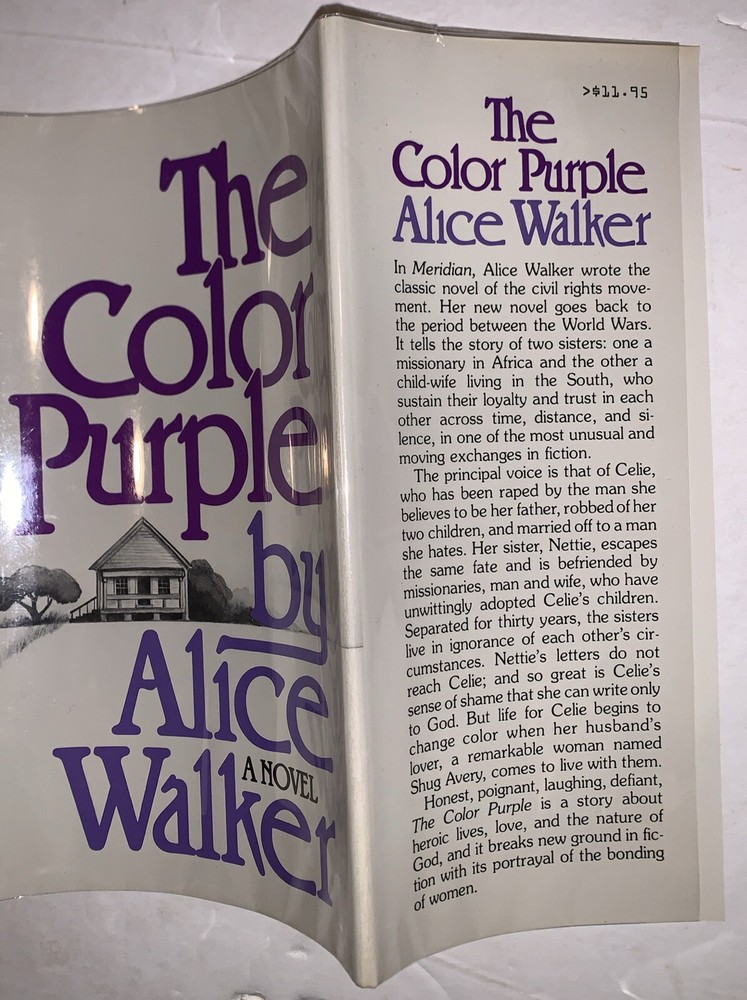 The
Color
Purple
by
Alice
Walker
A NOVEL
>$11.95
The
Color Purple
Alice Walker
In Meridian, Alice Walker wrote the
classic novel of the civil rights move-
ment. Her new novel goes back to
the period between the World Wars.
It tells the story of two sisters: one a
missionary in Africa and the other a
child-wife living in the South, who
sustain their loyalty and trust in each
other across time, distance, and si-
lence, in one of the most unusual and
moving exchanges in fiction.
The principal voice is that of Celie,
who has been raped by the man she
believes to be her father, robbed of her
two children, and married off to a man
she hates. Her sister, Nettie, escapes
the same fate and is befriended by
missionaries, man and wife, who have
unwittingly adopted Celie's children.
Separated for thirty years, the sisters
live in ignorance of each other's cir-
cumstances. Nettie's letters do not
reach Celie; and so great is Celie's
sense of shame that she can write only
to God. But life for Celie begins to
change color when her husband's
lover, a remarkable woman named
Shug Avery, comes to live with them.
Honest, poignant, laughing, defiant,
The Color Purple is a story about
heroic lives, love, and the nature of
God, and it breaks new ground in fic-
tion with its portrayal of the bonding
of women.